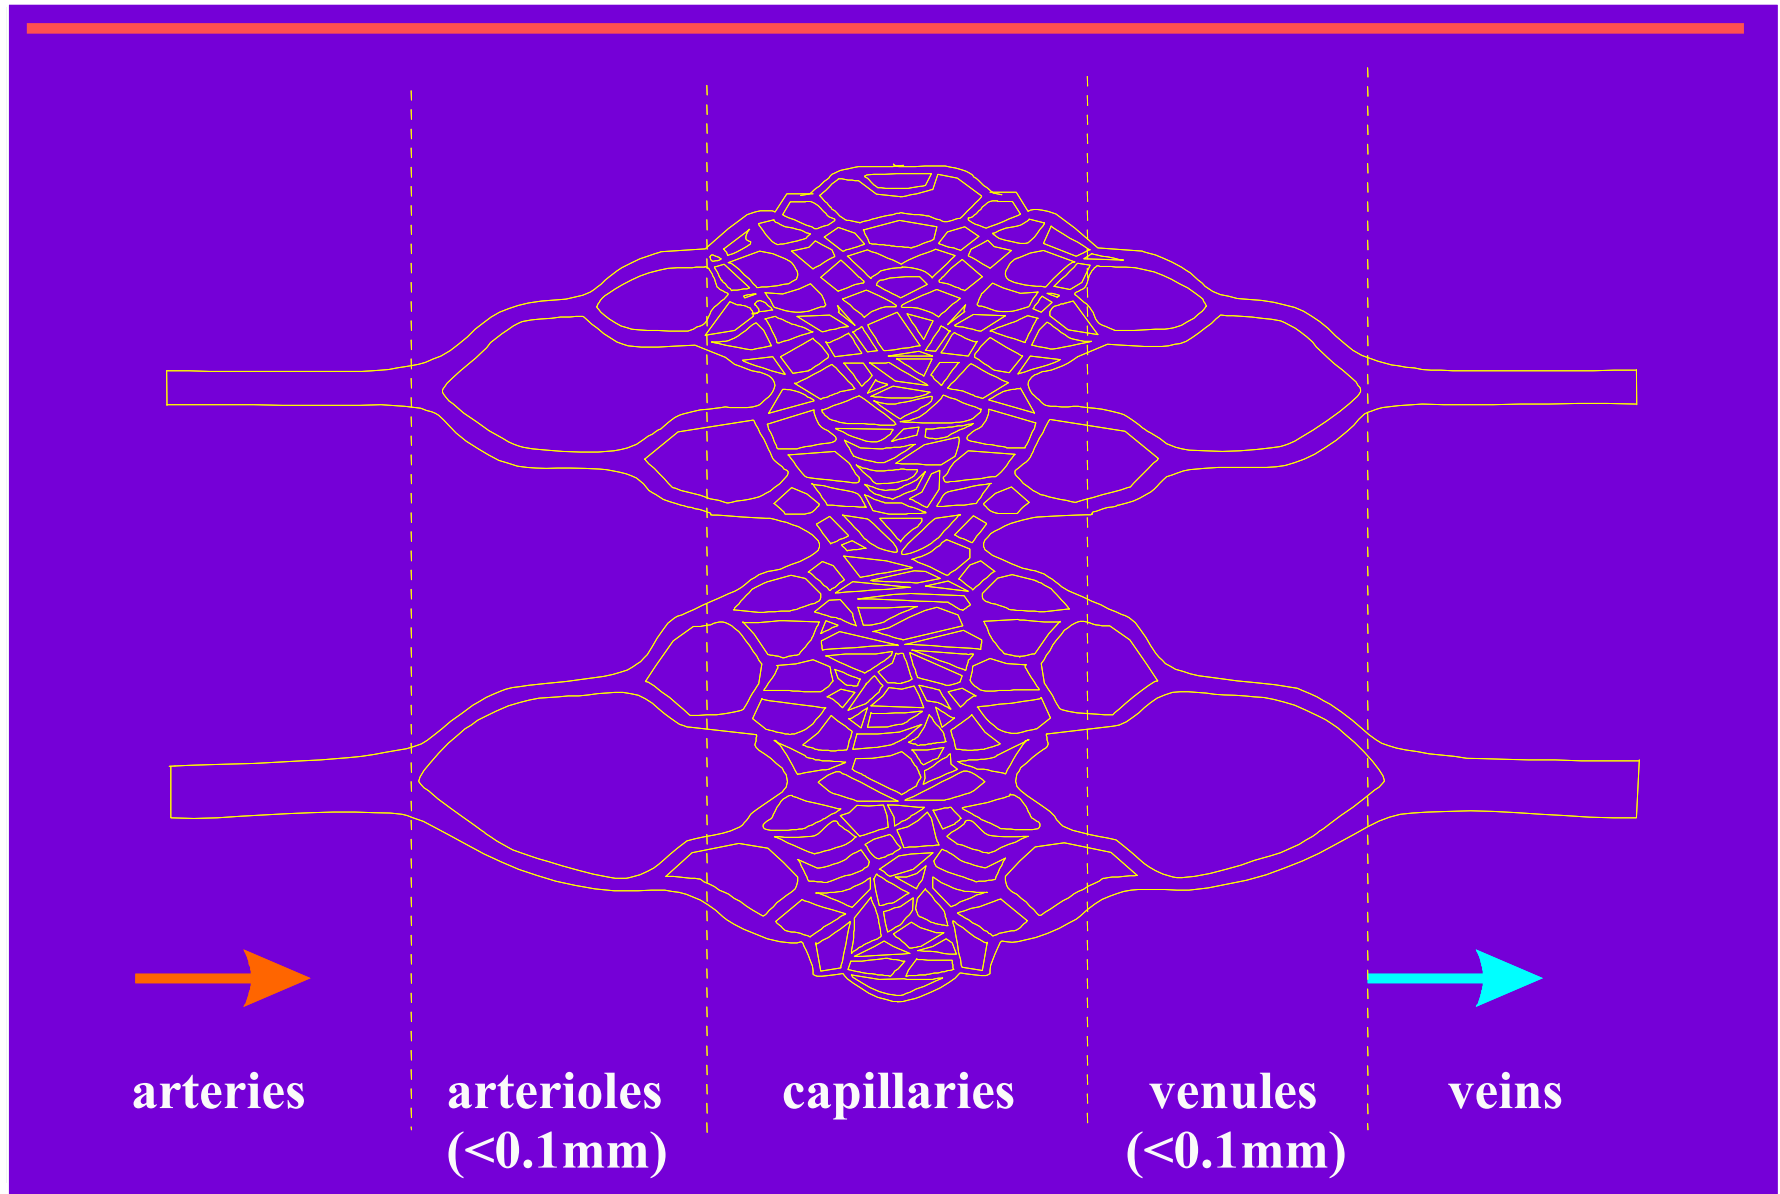 arteries
arterioles
(<0.1mm)
capillaries
venules
(<0.1mm)
veins